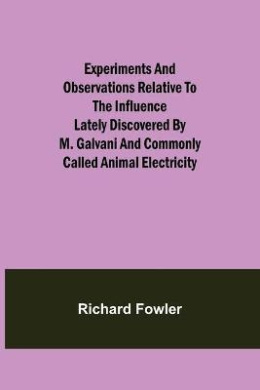 Experiments And
Observations Relative To
The Influence
Lately Discovered By
M. Galvani And Commonly
Called Animal Electricity
Richard Fowler